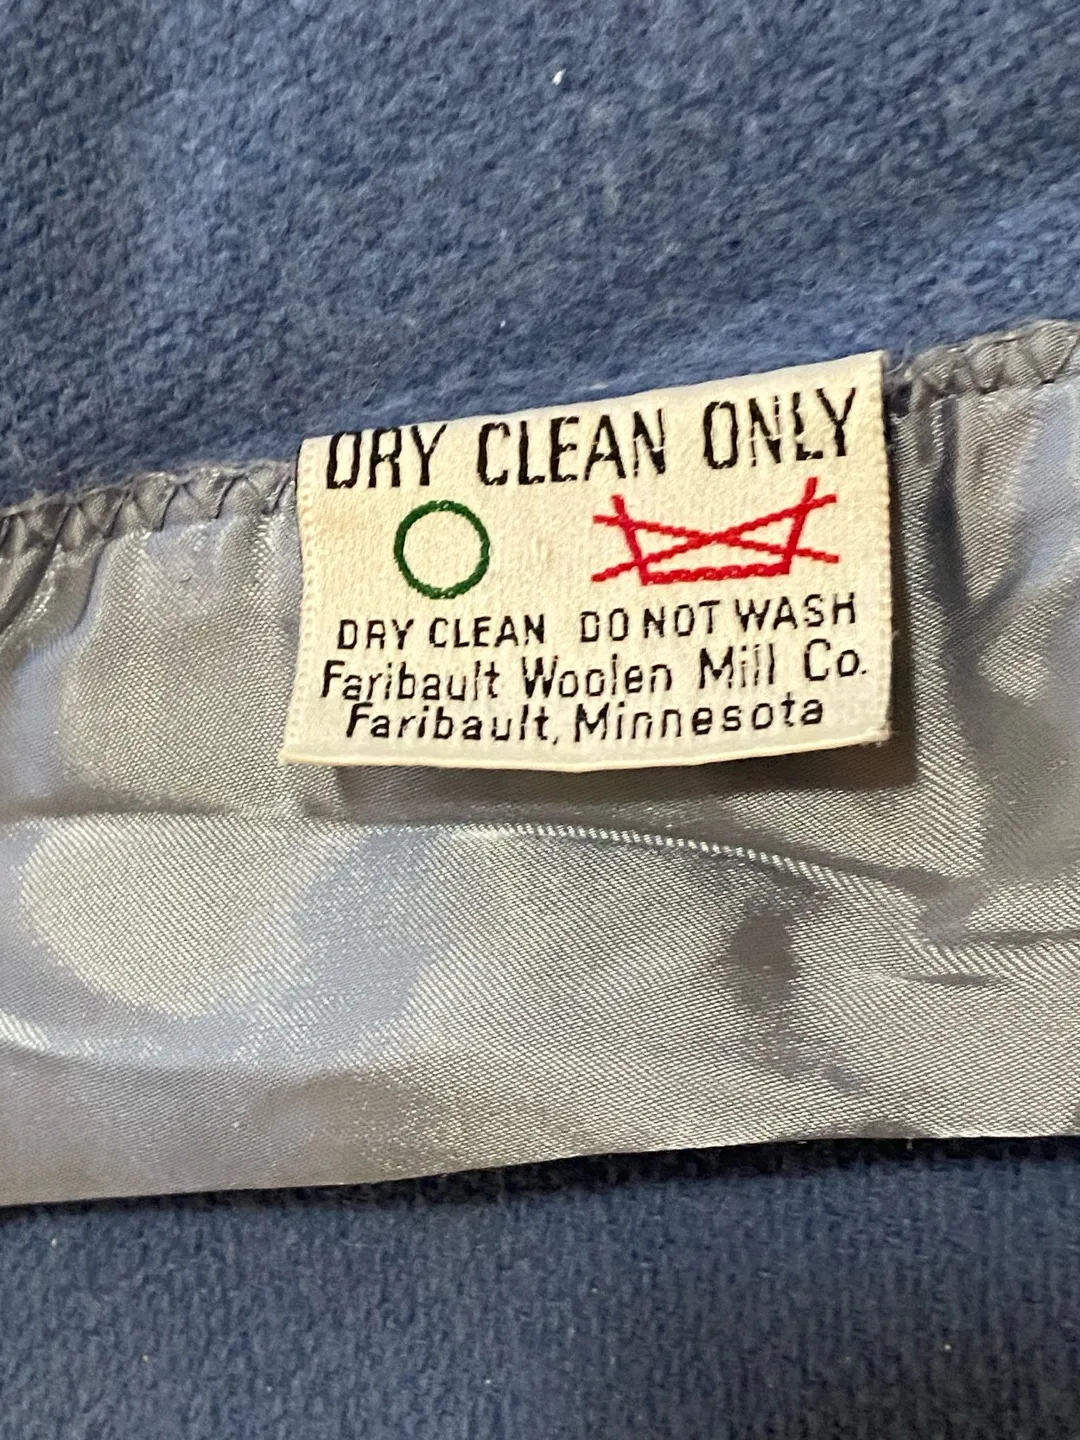 DRY CLEAN ONLY
DRY CLEAN DO NOT WASH
Faribault Woolen Mill Co.
Faribault, Minnesota